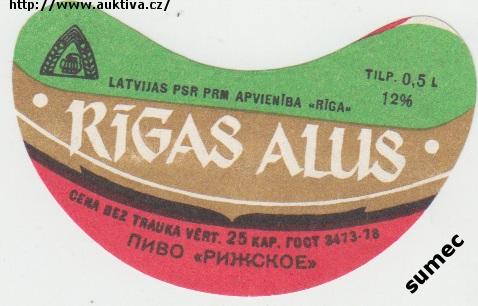 http://www.auktiva.cz/
LATVIJAS PSR PRM APVIENĪBA «RĪGA»
TILP. 0,5 L
12%
RĪGAS ALUS
CENA BEZ TRAUKA VĒRT. 25 KAP. ГОСТ 3473-78
ПИВО «РИЖСКОЕ»
sumec